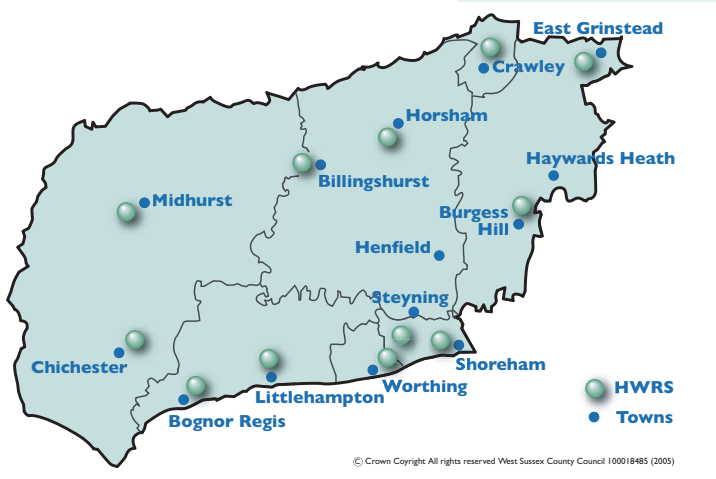 East Grinstead
Crawley
Horsham
Haywards Heath
Billingshurst
Midhurst
Burgess
Hill
Henfield
Steyning
Shoreham
Chichester
Worthing
Littlehampton
Bognor Regis
HWRS
Towns
© Crown Coyright All rights reserved West Sussex County Council 100018485 (2005)